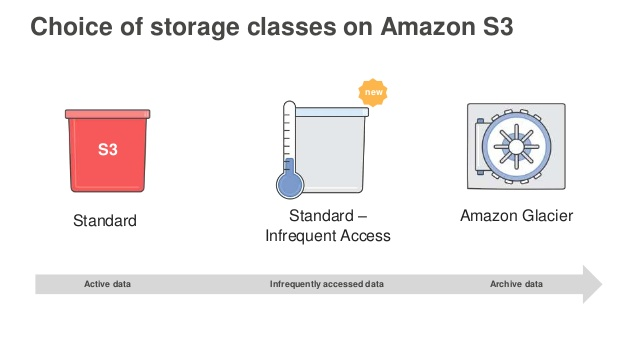 Choice of storage classes on Amazon S3
new
S3
Standard
Standard –
Infrequent Access
Amazon Glacier
Active data
Infrequently accessed data
Archive data